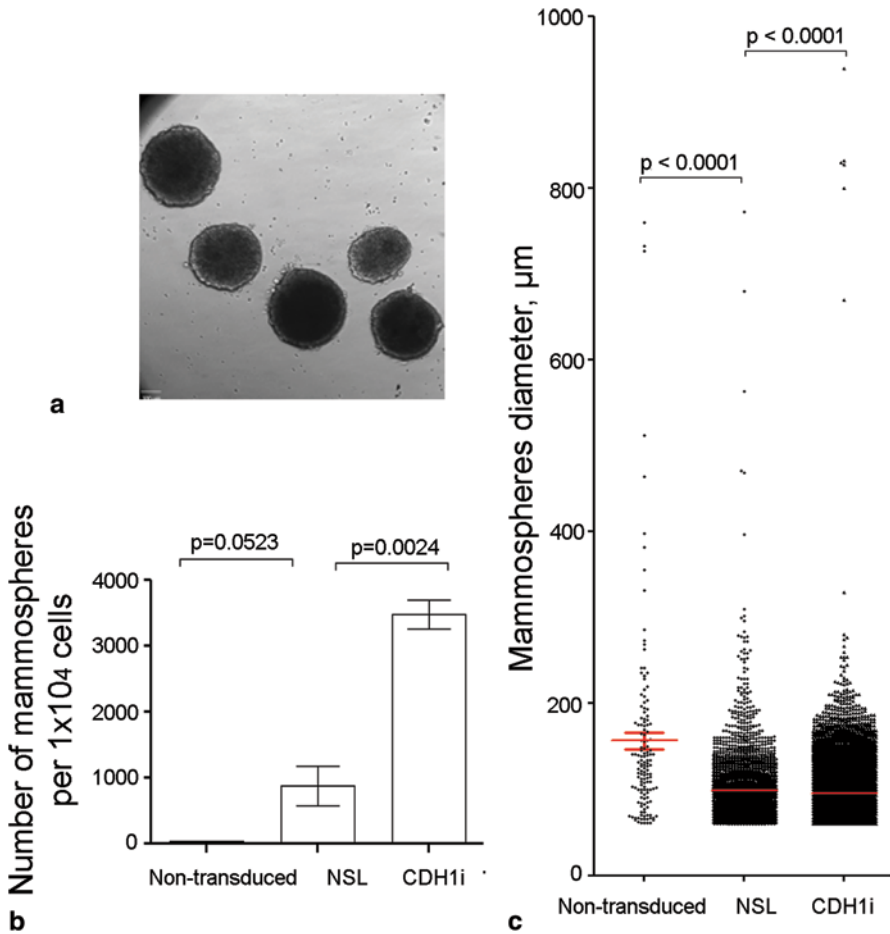 a
Number of mammospheres
per 1x104 cells
p=0.0523
p=0.0024
4000
3000
2000
1000
0
Non-transduced NSL CDH1i
b
Mammospheres diameter, µm
1000
800
600
400
200
0
p < 0.0001
p < 0.0001
Non-transduced NSL CDH1i
c